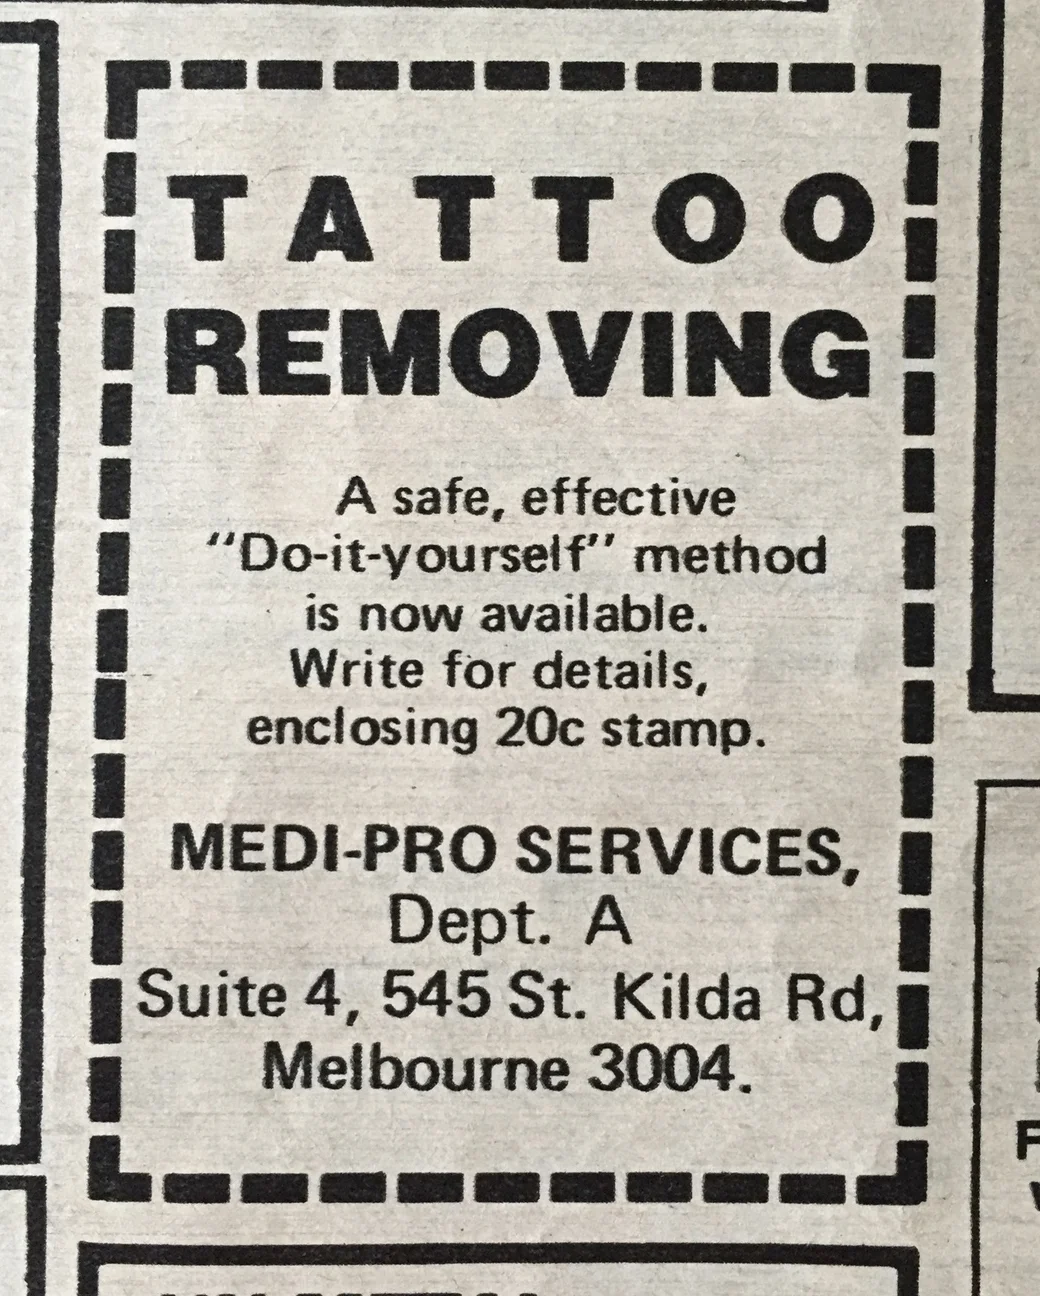 TATTOO
REMOVING
A safe, effective
“Do-it-yourself” method
is now available.
Write for details,
enclosing 20c stamp.
MEDI-PRO SERVICES,
Dept. A
Suite 4, 545 St. Kilda Rd,
Melbourne 3004.